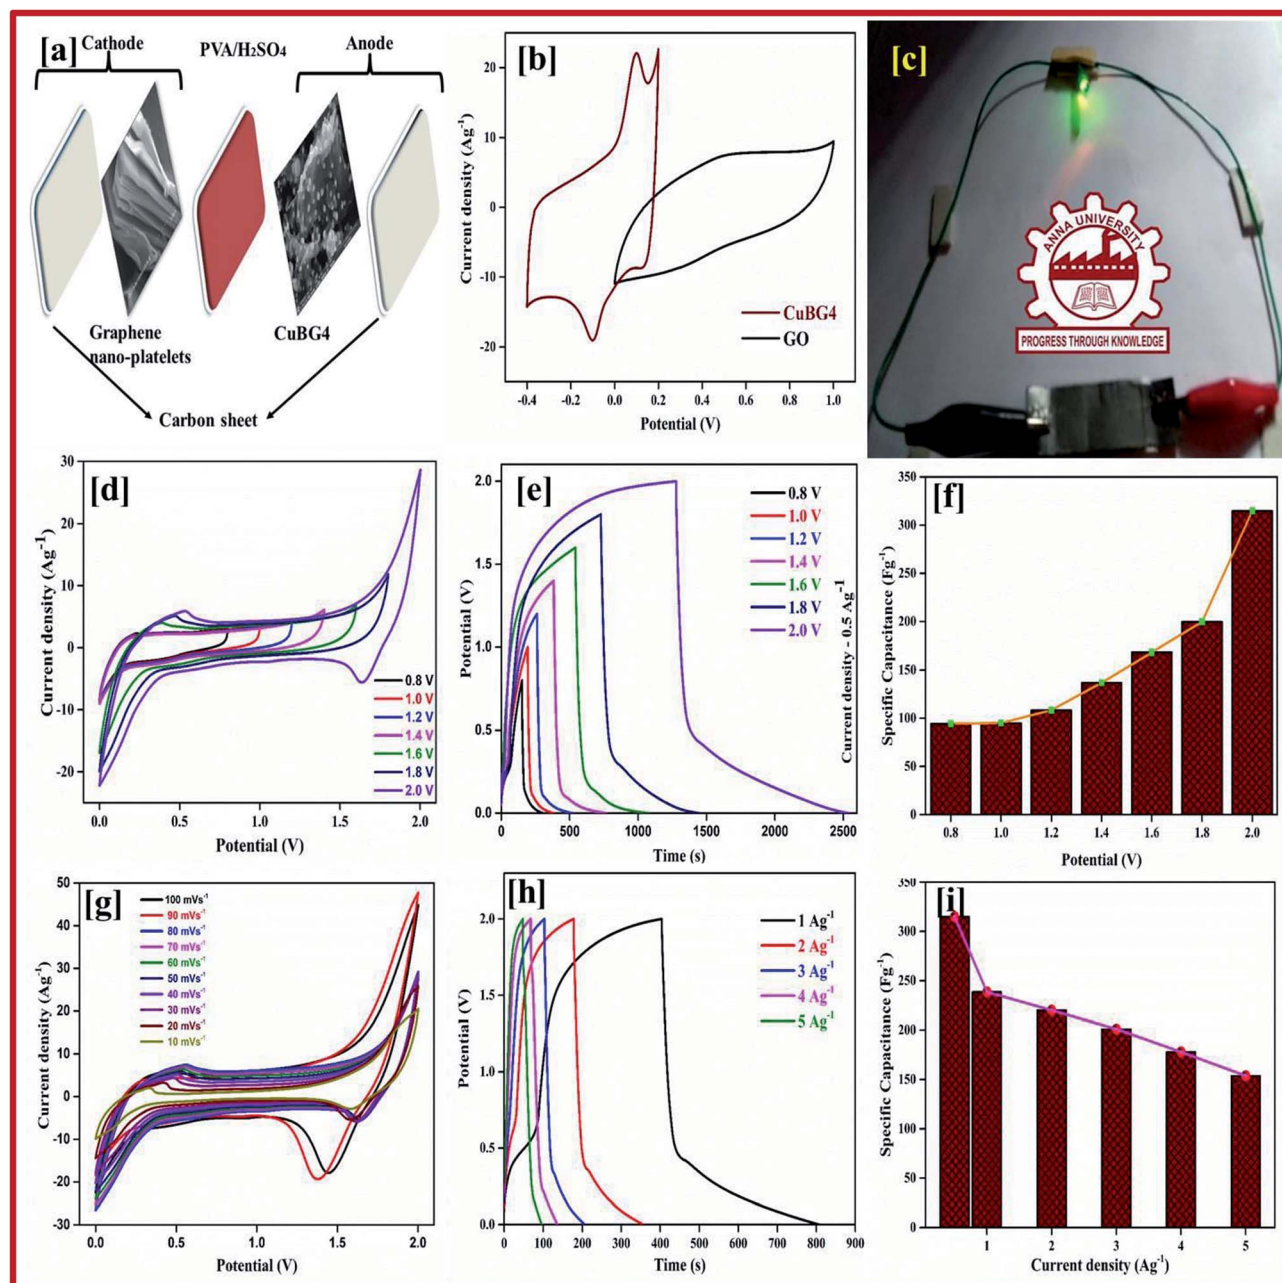 [a]
Cathode
PVA/H₂SO₄
Anode
Graphene
nano-platelets
CuBG4
Carbon sheet
[b]
20
10
0
-10
-20
Current density (Ag⁻¹)
CuBG4
GO
-0.4 -0.2 0.0 0.2 0.4 0.6 0.8 1.0
Potential (V)
[c]
ANNA UNIVERSITY
PROGRESS THROUGH KNOWLEDGE
[d]
30
20
10
0
-10
-20
Current density (Ag⁻¹)
0.8 V
1.0 V
1.2 V
1.4 V
1.6 V
1.8 V
2.0 V
0.0 0.5 1.0 1.5 2.0
Potential (V)
[e]
2.0
1.5
1.0
0.5
0.0
Potential (V)
0.8 V
1.0 V
1.2 V
1.4 V
1.6 V
1.8 V
2.0 V
Current density - 0.5 Ag⁻¹
0 500 1000 1500 2000 2500
Time (s)
[f]
350
300
250
200
150
100
50
0
Specific Capacitance (Fg⁻¹)
0.8 1.0 1.2 1.4 1.6 1.8 2.0
Potential (V)
[g]
50
40
30
20
10
0
-10
-20
-30
Current density (Ag⁻¹)
100 mVs⁻¹
90 mVs⁻¹
80 mVs⁻¹
70 mVs⁻¹
60 mVs⁻¹
50 mVs⁻¹
40 mVs⁻¹
30 mVs⁻¹
20 mVs⁻¹
10 mVs⁻¹
0.0 0.5 1.0 1.5 2.0
Potential (V)
[h]
2.0
1.5
1.0
0.5
0.0
Potential (V)
1 Ag⁻¹
2 Ag⁻¹
3 Ag⁻¹
4 Ag⁻¹
5 Ag⁻¹
0 100 200 300 400 500 600 700 800 900
Time (s)
[i]
350
300
250
200
150
100
50
0
Specific Capacitance (Fg⁻¹)
1 2 3 4 5
Current density (Ag⁻¹)